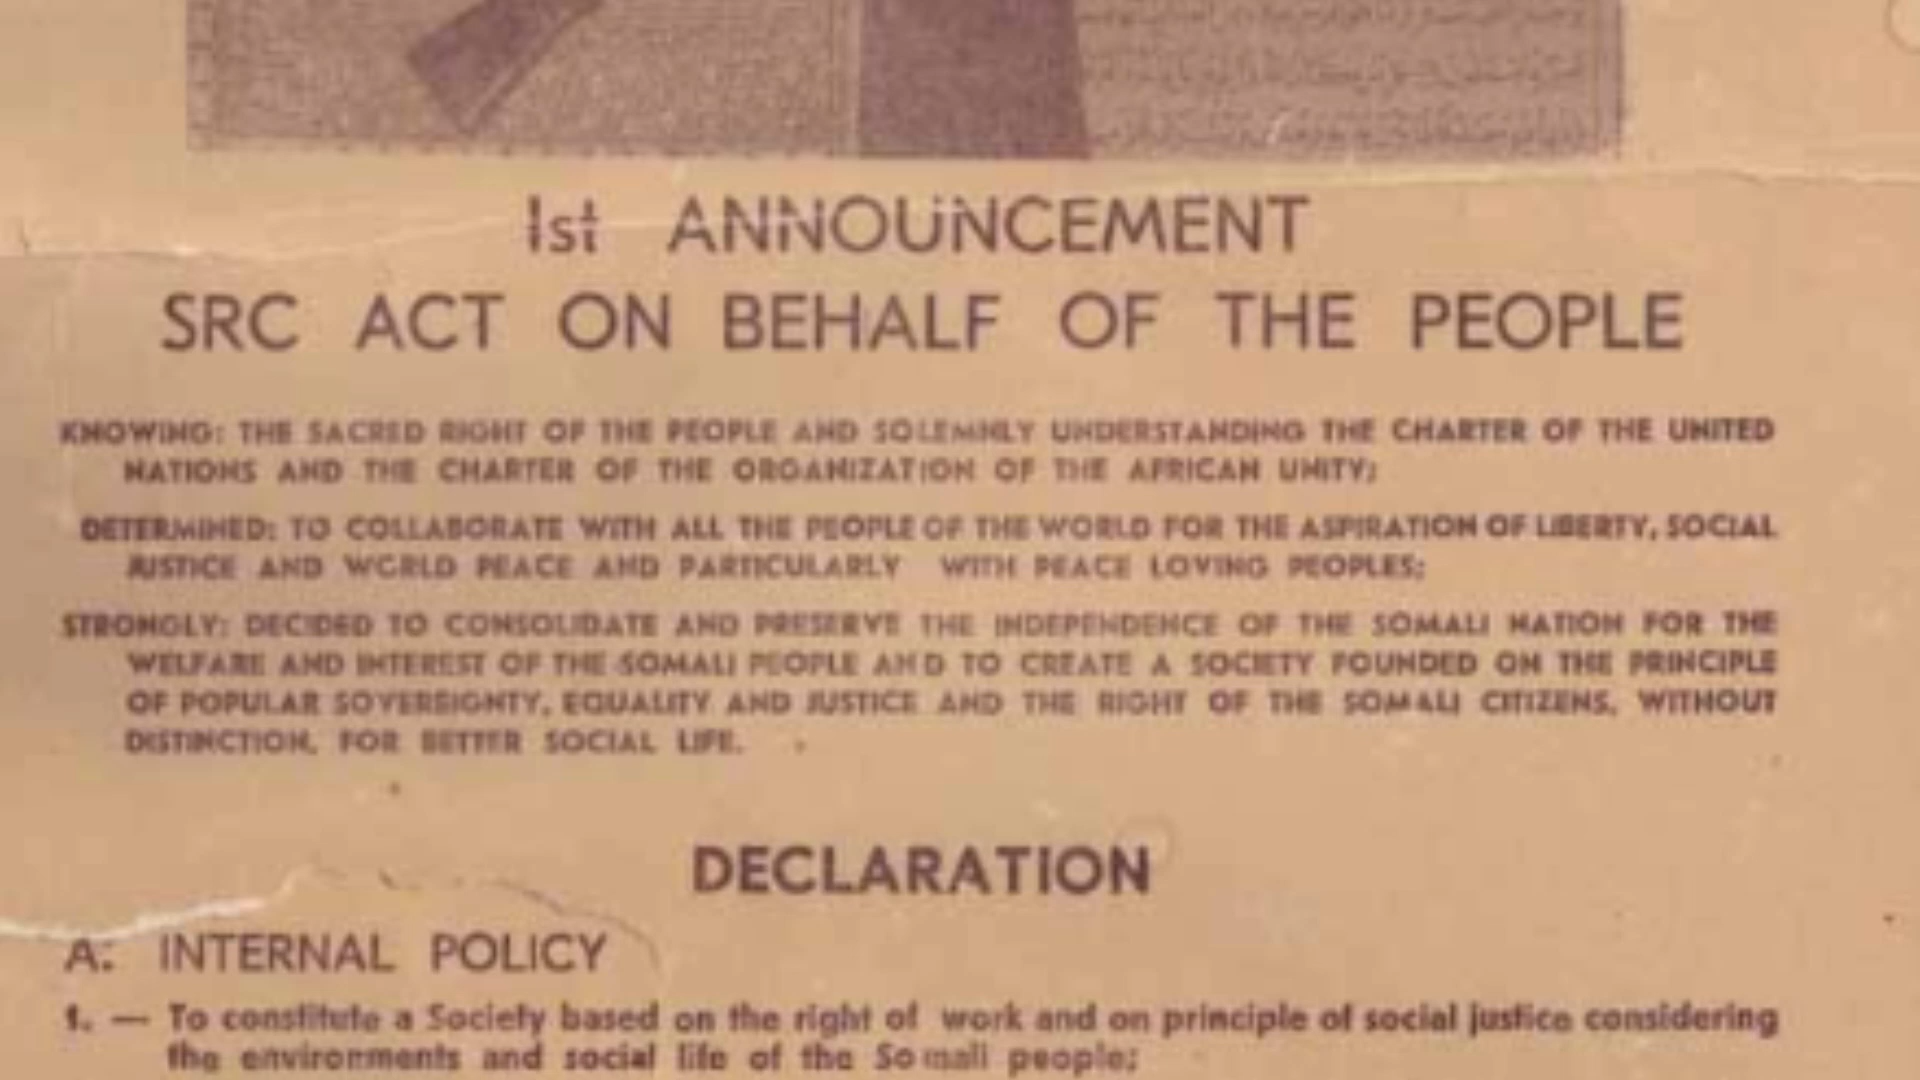 1st ANNOUNCEMENT
SRC ACT ON BEHALF OF THE PEOPLE
KNOWING: THE SACRED RIGHT OF THE PEOPLE AND SOLEMNLY UNDERSTANDING THE CHARTER OF THE UNITED
NATIONS AND THE CHARTER OF THE ORGANIZATION OF THE AFRICAN UNITY;
DETERMINED: TO COLLABORATE WITH ALL THE PEOPLE OF THE WORLD FOR THE ASPIRATION OF LIBERTY, SOCIAL
JUSTICE AND WORLD PEACE AND PARTICULARLY WITH PEACE LOVING PEOPLES;
STRONGLY: DECIDED TO CONSOLIDATE AND PRESERVE THE INDEPENDENCE OF THE SOMALI NATION FOR THE
WELFARE AND INTEREST OF THE SOMALI PEOPLE AND TO CREATE A SOCIETY FOUNDED ON THE PRINCIPLE
OF POPULAR SOVEREIGNTY, EQUALITY AND JUSTICE AND THE RIGHT OF THE SOMALI CITIZENS, WITHOUT
DISTINCTION, FOR BETTER SOCIAL LIFE.
DECLARATION
A: INTERNAL POLICY
1. — To constitute a Society based on the right of work and on principle of social justice considering
the environments and social life of the Somali people;